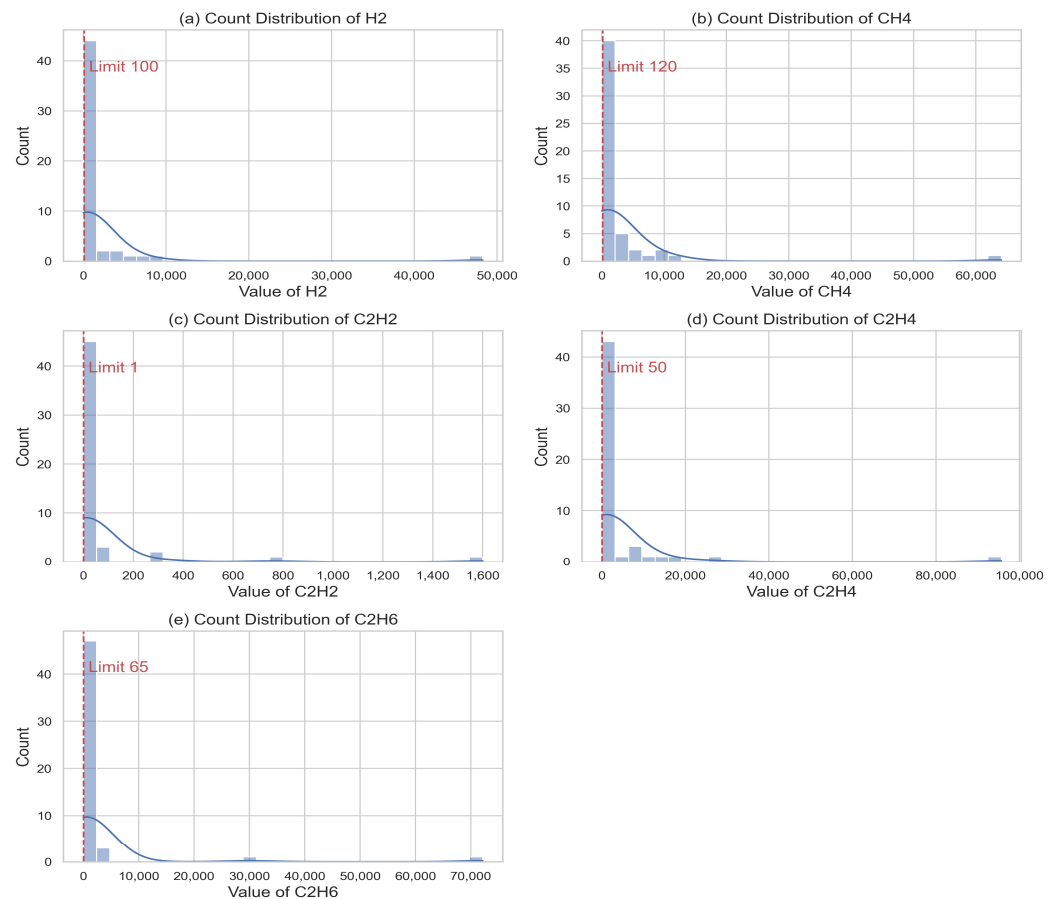 (a) Count Distribution of H2
40
30
20
10
0
Count
Limit 100
0 10,000 20,000 30,000 40,000 50,000
Value of H2
(b) Count Distribution of CH4
40
35
30
25
20
15
10
5
0
Count
Limit 120
0 10,000 20,000 30,000 40,000 50,000 60,000
Value of CH4
(c) Count Distribution of C2H2
40
30
20
10
0
Count
Limit 1
0 200 400 600 800 1,000 1,200 1,400 1,600
Value of C2H2
(d) Count Distribution of C2H4
40
30
20
10
0
Count
Limit 50
0 20,000 40,000 60,000 80,000 100,000
Value of C2H4
(e) Count Distribution of C2H6
40
30
20
10
0
Count
Limit 65
0 10,000 20,000 30,000 40,000 50,000 60,000 70,000
Value of C2H6